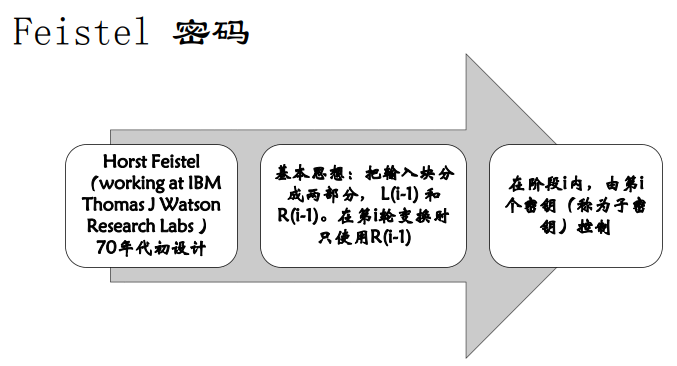 Feistel 密码
Horst Feistel
（working at IBM
Thomas J Watson
Research Labs ）
70年代初设计
基本思想：把输入块分
成两部分， L(i-1) 和
R(i-1)。在第i轮变换时
只使用R(i-1)
在阶段i内，由第i
个密钥（称为子密
钥）控制